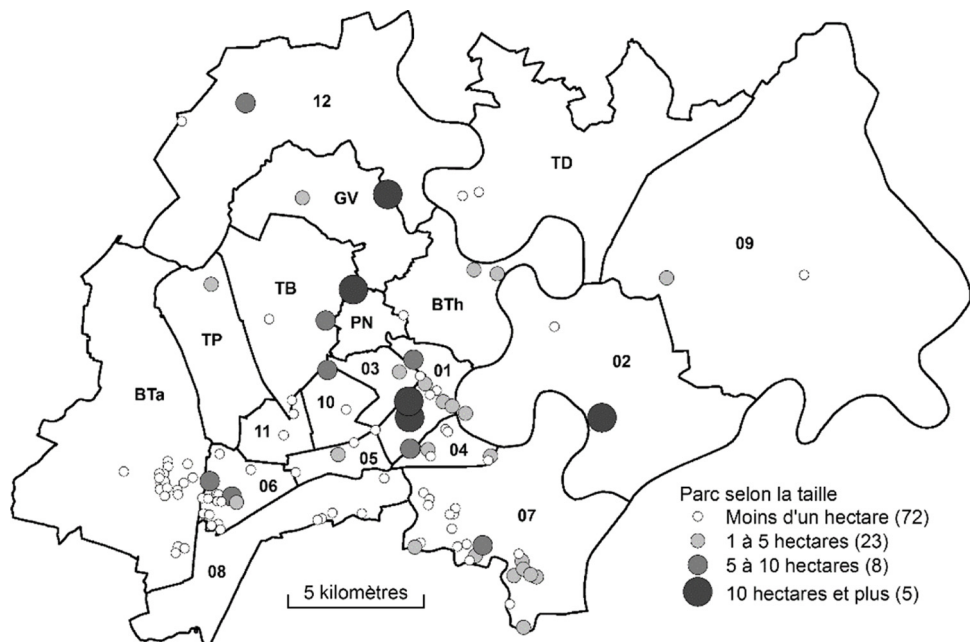 12
TD
GV
09
TB
BTh
PN
TP
02
03
01
BTa
10
11
05
04
06
07
08
5 kilomètres
Parc selon la taille
Moins d'un hectare (72)
1 à 5 hectares (23)
5 à 10 hectares (8)
10 hectares et plus (5)